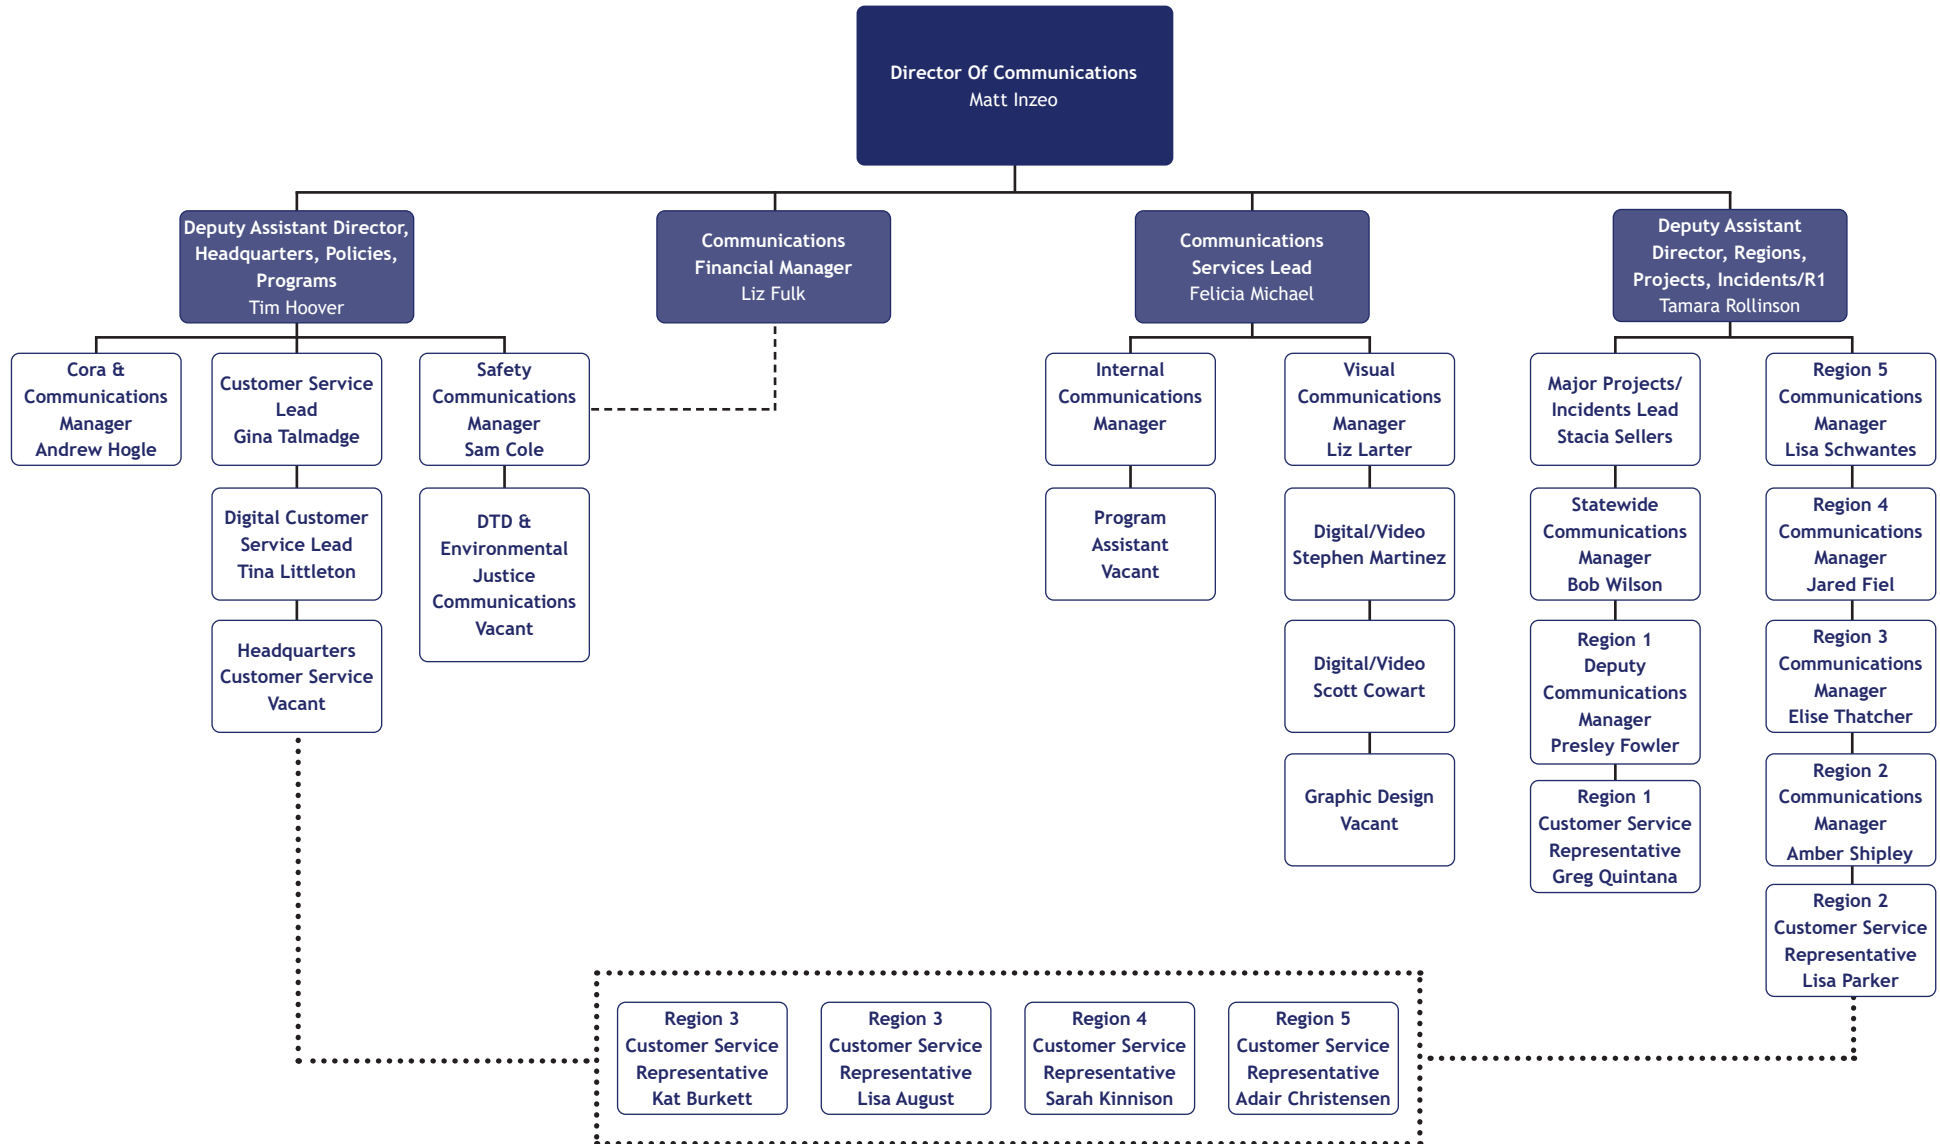 Director Of Communications
Matt Inzeo
Deputy Assistant Director,
Headquarters, Policies,
Programs
Tim Hoover
Communications
Financial Manager
Liz Fulk
Communications
Services Lead
Felicia Michael
Deputy Assistant
Director, Regions,
Projects, Incidents/R1
Tamara Rollinson
Cora &
Communications
Manager
Andrew Hogle
Customer Service
Lead
Gina Talmadge
Safety
Communications
Manager
Sam Cole
Internal
Communications
Manager
Visual
Communications
Manager
Liz Larter
Major Projects/
Incidents Lead
Stacia Sellers
Region 5
Communications
Manager
Lisa Schwantes
Digital Customer
Service Lead
Tina Littleton
DTD &
Environmental
Justice
Communications
Vacant
Program
Assistant
Vacant
Digital/Video
Stephen Martinez
Statewide
Communications
Manager
Bob Wilson
Region 4
Communications
Manager
Jared Fiel
Headquarters
Customer Service
Vacant
Digital/Video
Scott Cowart
Region 1
Deputy
Communications
Manager
Presley Fowler
Region 3
Communications
Manager
Elise Thatcher
Graphic Design
Vacant
Region 1
Customer Service
Representative
Greg Quintana
Region 2
Communications
Manager
Amber Shipley
Region 2
Customer Service
Representative
Lisa Parker
Region 3
Customer Service
Representative
Kat Burkett
Region 3
Customer Service
Representative
Lisa August
Region 4
Customer Service
Representative
Sarah Kinnison
Region 5
Customer Service
Representative
Adair Christensen